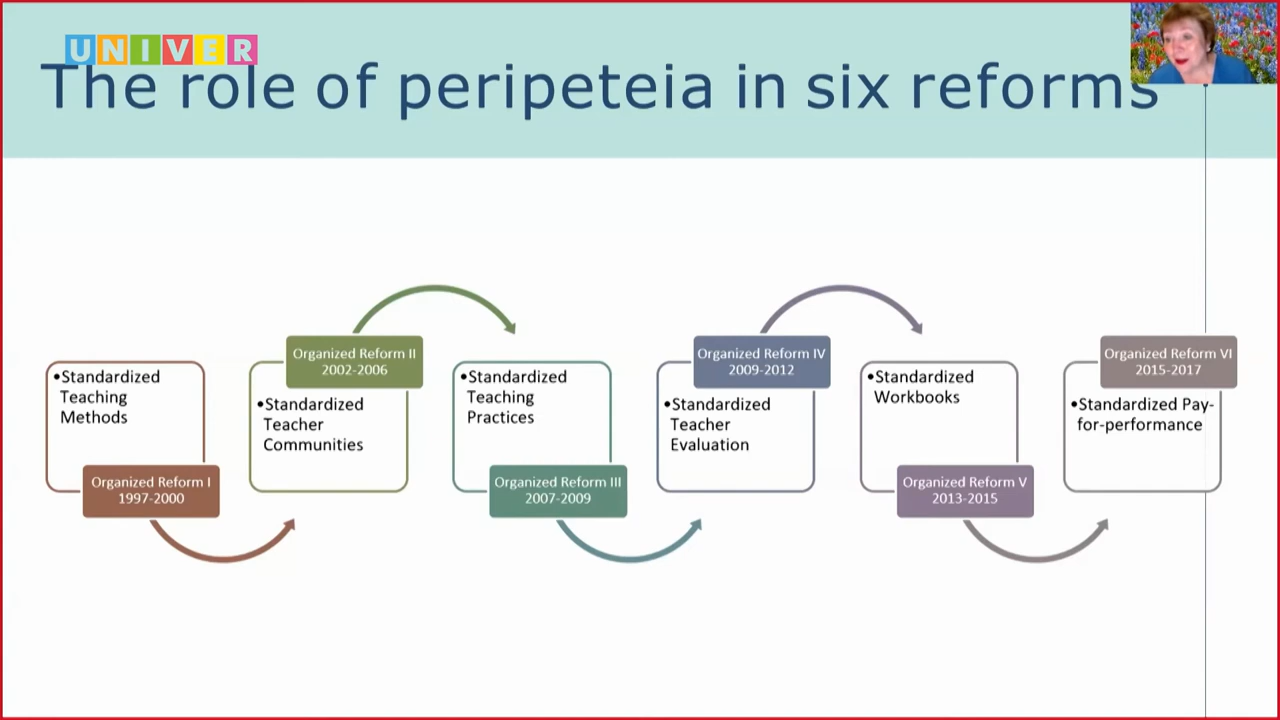 UNIVER
The role of peripeteia in six reforms
•Standardized
Teaching
Methods
Organized Reform I
1997-2000
Organized Reform II
2002-2006
•Standardized
Teacher
Communities
•Standardized
Teaching
Practices
Organized Reform III
2007-2009
Organized Reform IV
2009-2012
•Standardized
Teacher
Evaluation
•Standardized
Workbooks
Organized Reform V
2013-2015
Organized Reform VI
2015-2017
•Standardized Pay-
for-performance